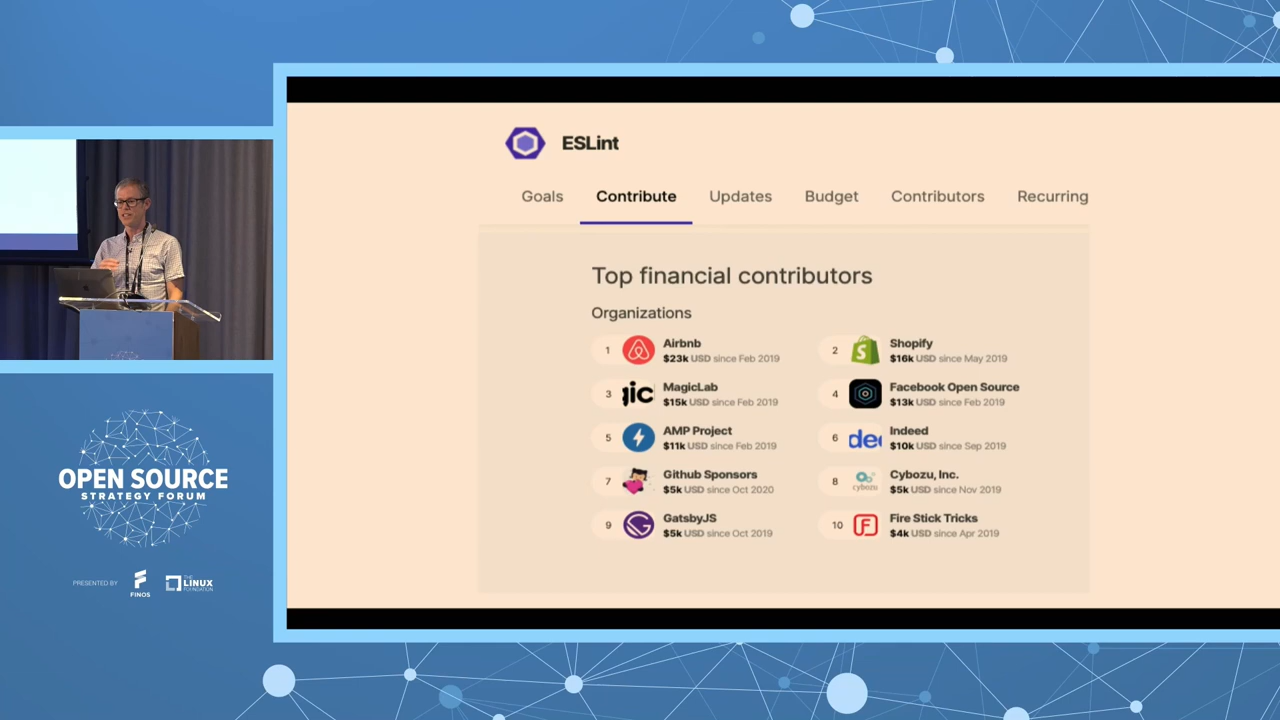 ESLint
Goals Contribute Updates Budget Contributors Recurring
Top financial contributors
Organizations
1 Airbnb
$23k USD since Feb 2019
2 Shopify
$16k USD since May 2019
3 MagicLab
$15k USD since Feb 2019
4 Facebook Open Source
$13k USD since Feb 2019
5 AMP Project
$11k USD since Feb 2019
6 Indeed
$10k USD since Sep 2019
7 Github Sponsors
$5k USD since Oct 2020
8 cybozu Cybozu, Inc.
$5k USD since Nov 2019
9 GatsbyJS
$5k USD since Oct 2019
10 Fire Stick Tricks
$4k USD since Apr 2019
OPEN SOURCE
STRATEGY FORUM
PRESENTED BY
FINOS
THE
LINUX
FOUNDATION